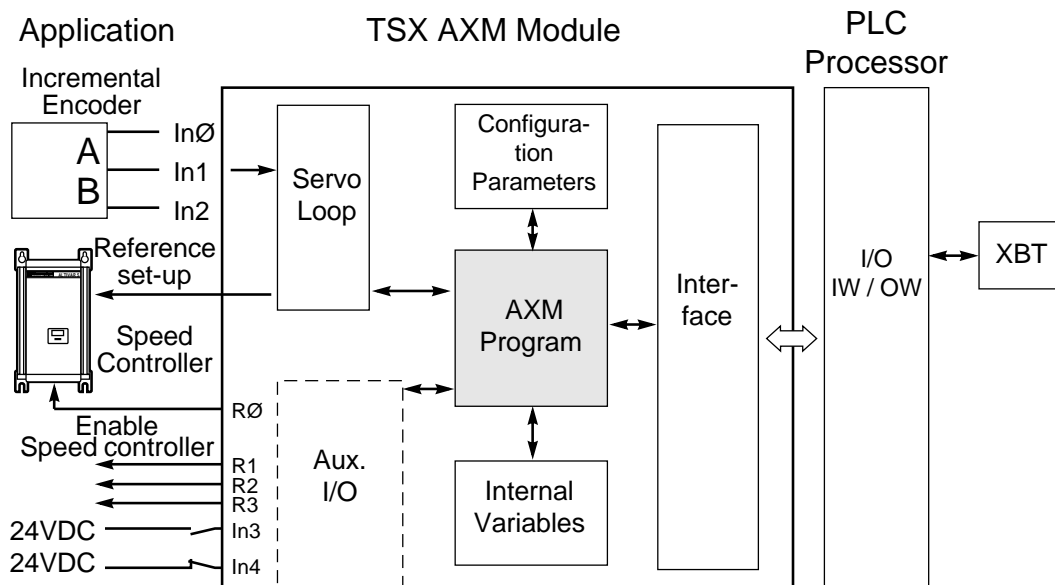 Application
TSX AXM Module
PLC
Processor
Incremental
Encoder
A
B
InØ
In1
In2
Servo
Loop
Configura-
tion
Parameters
Reference
set-up
AXM
Program
Inter-
face
I/O
IW / OW
XBT
Speed
Controller
RØ
Enable
Speed controller
R1
R2
R3
Aux.
I/O
Internal
Variables
24VDC
In3
24VDC
In4